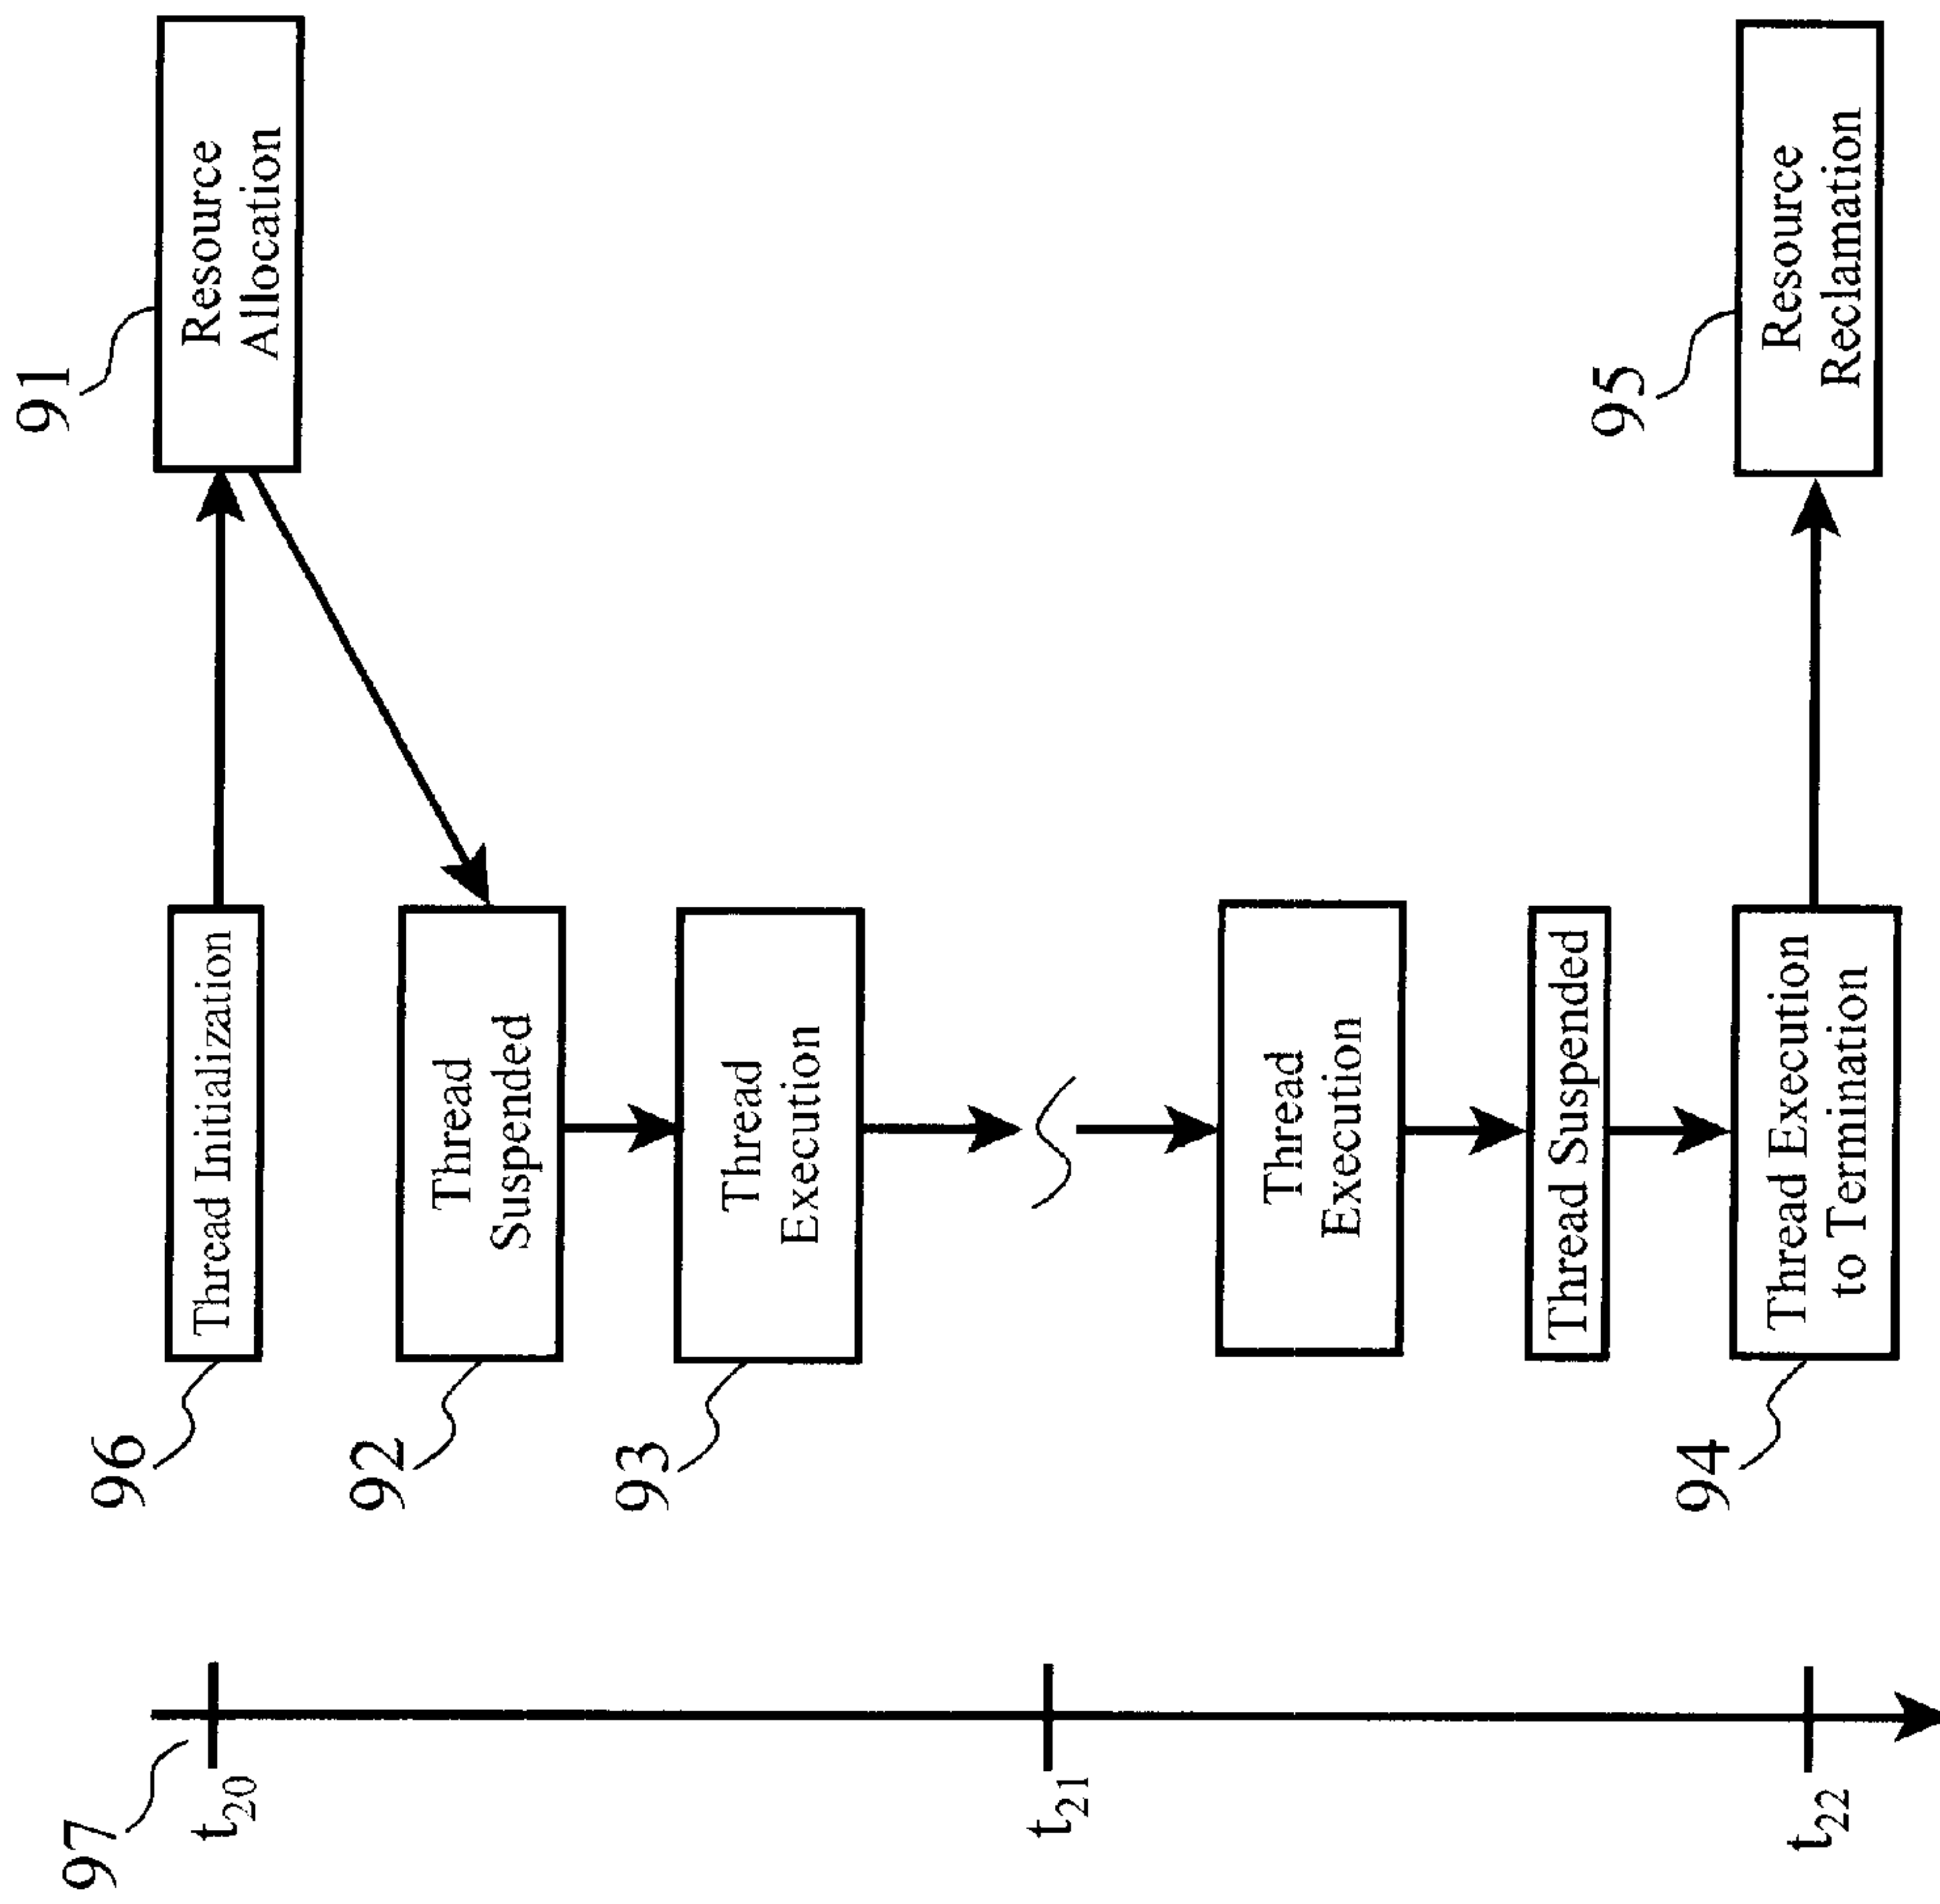 91
Resource
Allocation
96
Thread Initialization
92
Thread
Suspended
93
Thread
Execution
Thread
Execution
Thread Suspended
94
Thread Execution
to Termination
95
Resource
Reclamation
97
t20
t21
t22